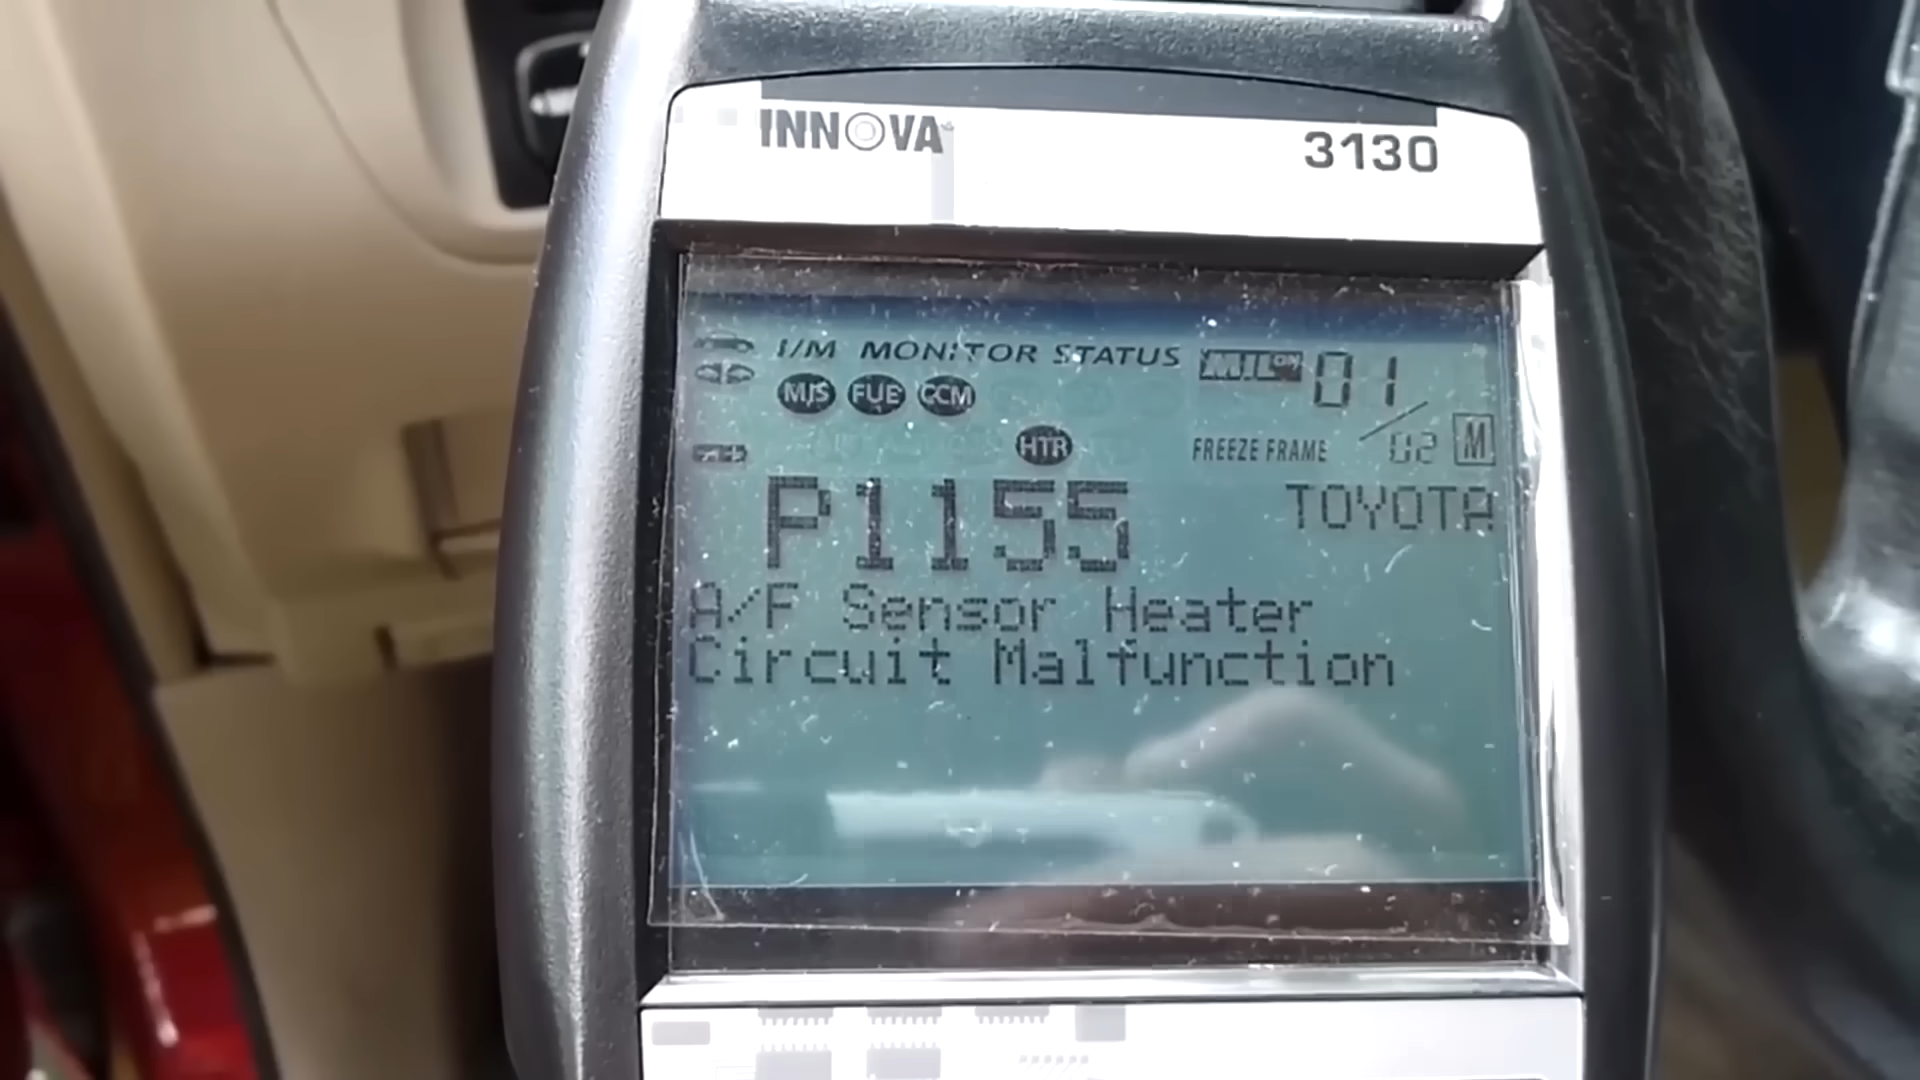 INNOVA
3130
I/M MONITOR STATUS
MIL ON 01
MIS FUE CCM
HTR
FREEZE FRAME 02 M
P1155 TOYOTA
A/F Sensor Heater
Circuit Malfunction